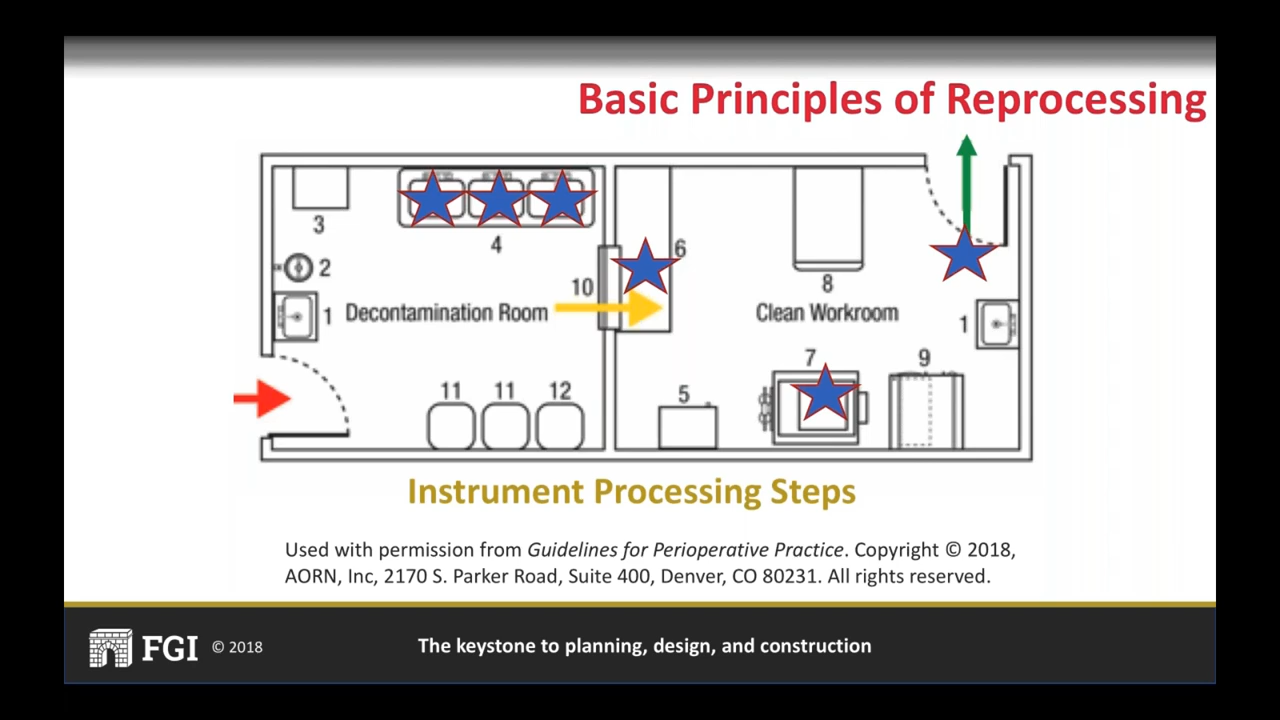 Basic Principles of Reprocessing
3
4
2
6
10
8
1
Decontamination Room
Clean Workroom
1
7
9
11
11
12
5
Instrument Processing Steps
Used with permission from Guidelines for Perioperative Practice. Copyright © 2018,
AORN, Inc, 2170 S. Parker Road, Suite 400, Denver, CO 80231. All rights reserved.
FGI © 2018
The keystone to planning, design, and construction